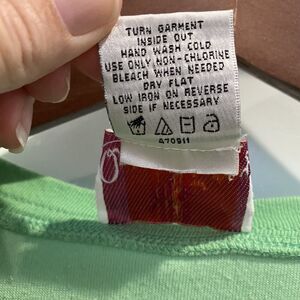 TURN GARMENT
INSIDE OUT
HAND WASH COLD
USE ONLY NON-CHLORINE
BLEACH WHEN NEEDED
DRY FLAT
LOW IRON ON REVERSE
SIDE IF NECESSARY
A70911